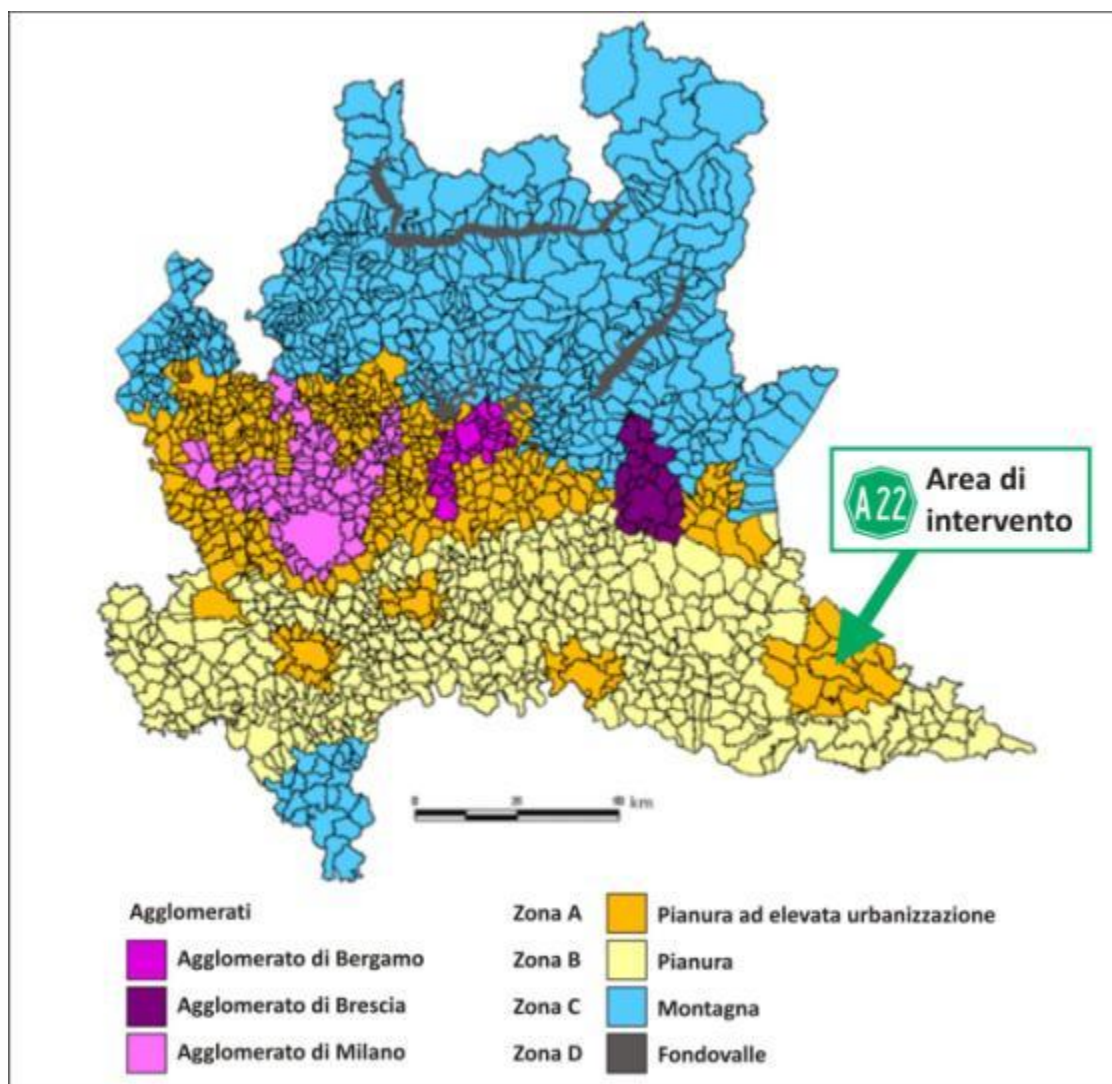 A22
Area di
intervento
0 20 40 km
Agglomerati
Agglomerato di Bergamo
Agglomerato di Brescia
Agglomerato di Milano
Zona A Pianura ad elevata urbanizzazione
Zona B Pianura
Zona C Montagna
Zona D Fondovalle